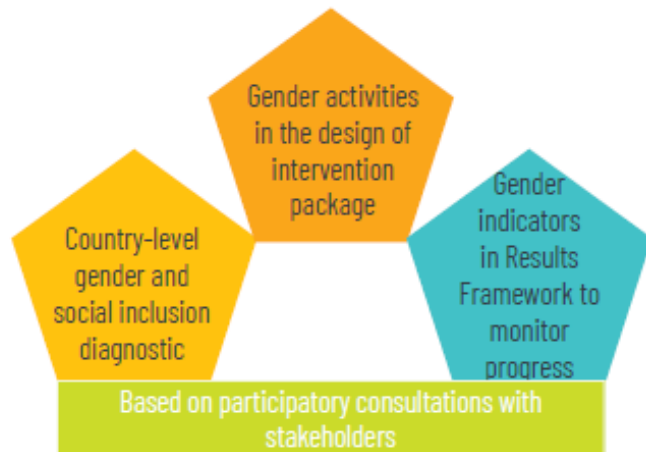 Gender activities
in the design of
intervention
package
Country-level
gender and
social inclusion
diagnostic
Gender
indicators
in Results
Framework to
monitor
progress
Based on participatory consultations with
stakeholders